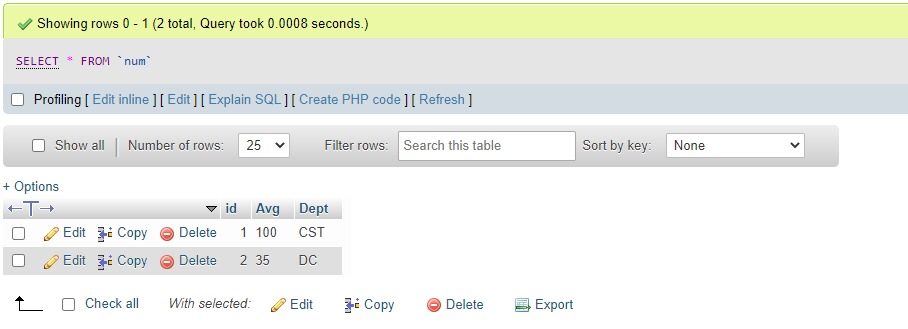 Showing rows 0 - 1 (2 total, Query took 0.0008 seconds.)
SELECT * FROM `num`
Profiling [ Edit inline ] [ Edit ] [ Explain SQL ] [ Create PHP code ] [ Refresh ]
Show all | Number of rows: 25 Filter rows: Search this table Sort by key: None
+ Options
←T→ id Avg Dept
Edit Copy Delete 1 100 CST
Edit Copy Delete 2 35 DC
Check all With selected: Edit Copy Delete Export